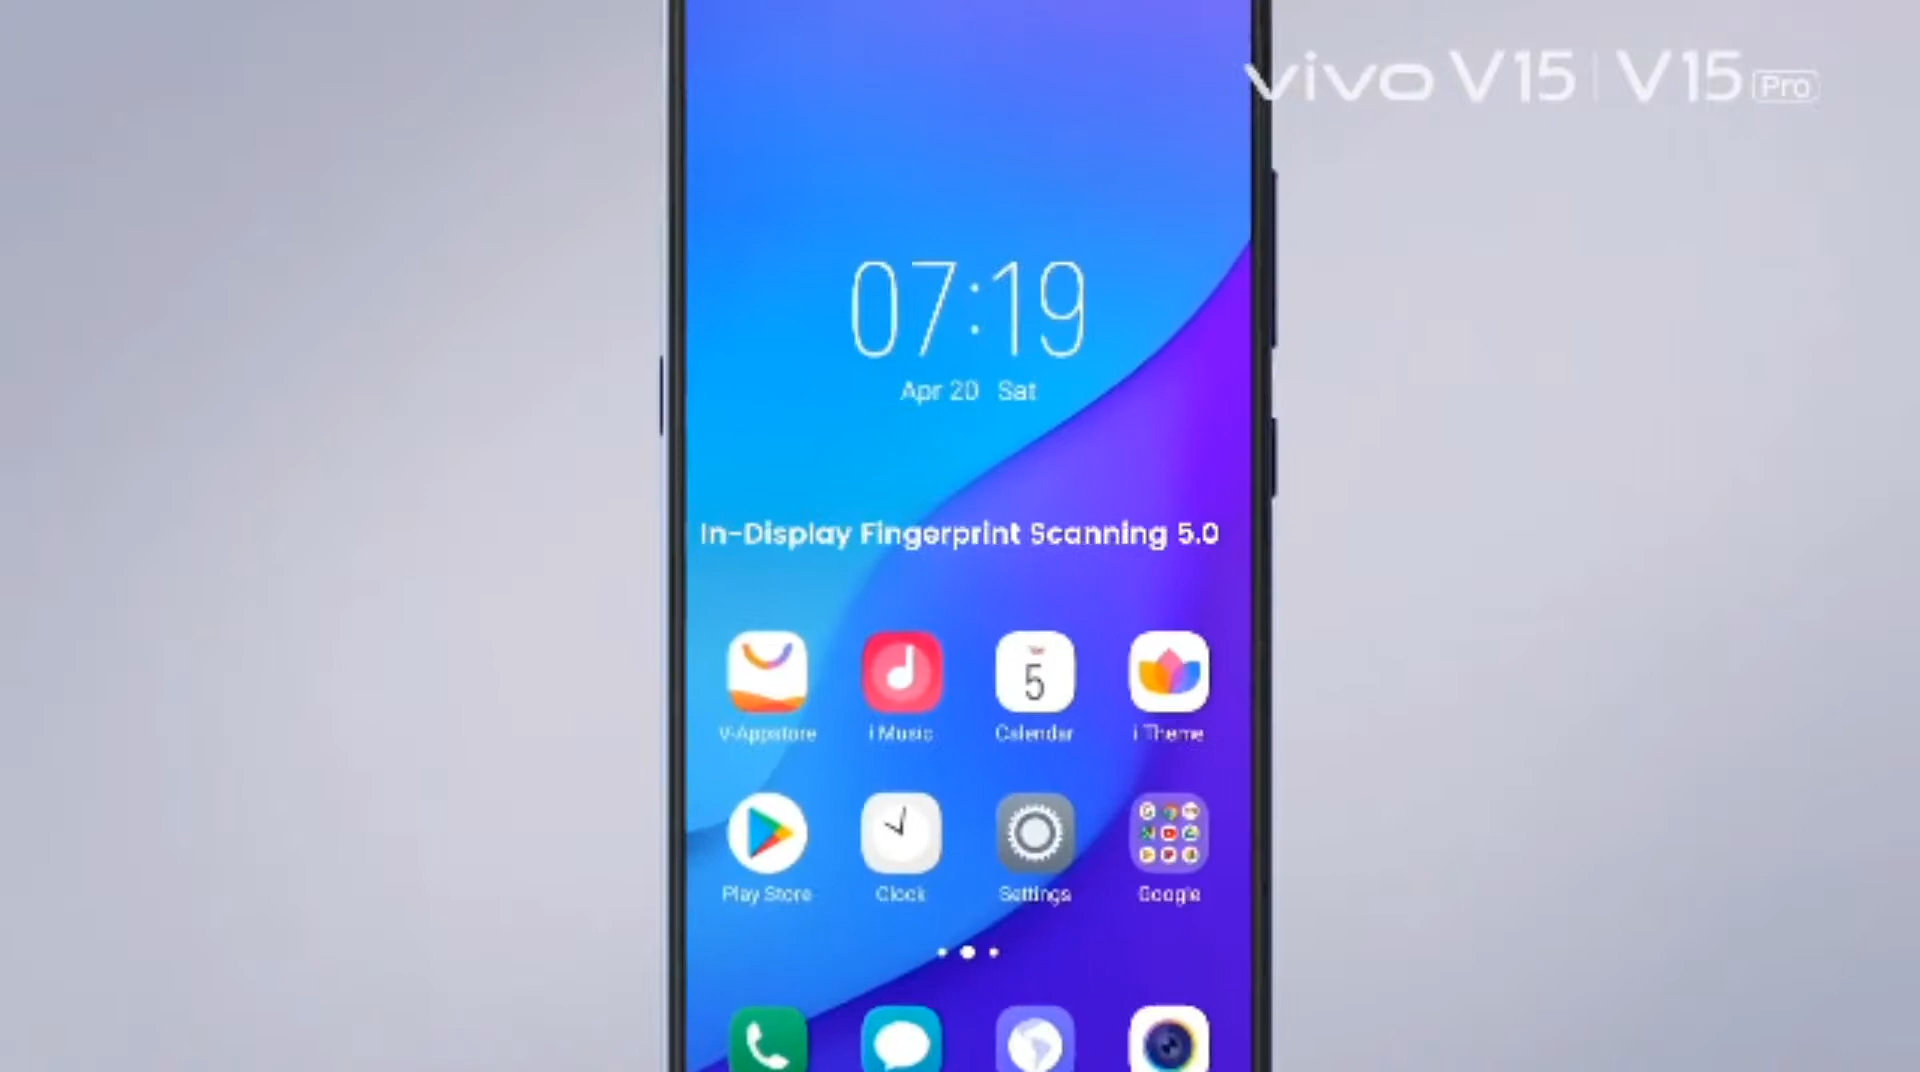 vivo V15 | V15 Pro
07:19
Apr 20 Sat
In-Display Fingerprint Scanning 5.0
5
V-Appstore
i Music
Calendar
i Theme
Play Store
Clock
Settings
Google